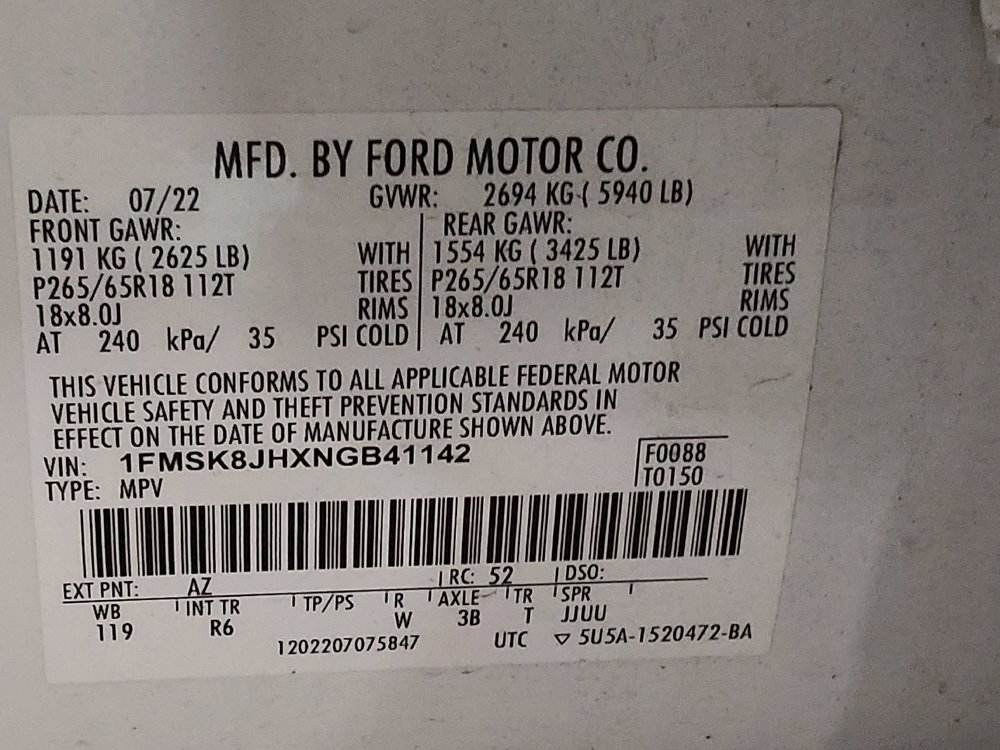 MFD. BY FORD MOTOR CO.
DATE: 07/22 GVWR: 2694 KG ( 5940 LB)
FRONT GAWR: REAR GAWR:
1191 KG ( 2625 LB) WITH 1554 KG ( 3425 LB) WITH
P265/65R18 112T TIRES P265/65R18 112T TIRES
18x8.0J RIMS 18x8.0J RIMS
AT 240 kPa/ 35 PSI COLD AT 240 kPa/ 35 PSI COLD
THIS VEHICLE CONFORMS TO ALL APPLICABLE FEDERAL MOTOR
VEHICLE SAFETY AND THEFT PREVENTION STANDARDS IN
EFFECT ON THE DATE OF MANUFACTURE SHOWN ABOVE.
VIN: 1FMSK8JHXNGB41142 F0088
TYPE: MPV T0150
EXT PNT: AZ RC: 52 DSO:
WB INT TR TP/PS R AXLE TR SPR
119 R6 W 3B T JJUU
1202207075847 UTC ▽ 5U5A-1520472-BA